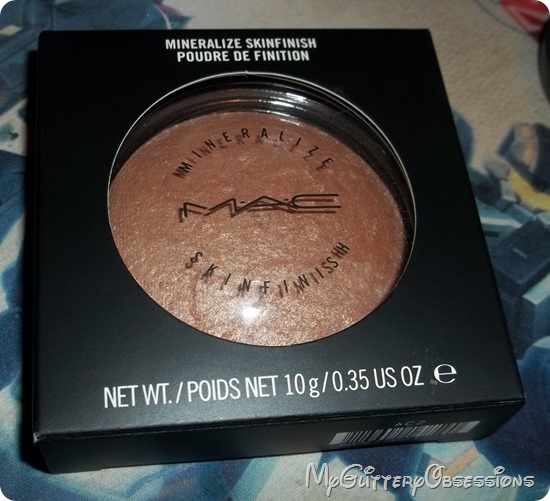 MINERALIZE SKINFINISH
POUDRE DE FINITION
MINERALIZE
MAC
SKINFINISH
NET WT./POIDS NET 10 g/0.35 US OZ ℮
MyGlitteryObsessions